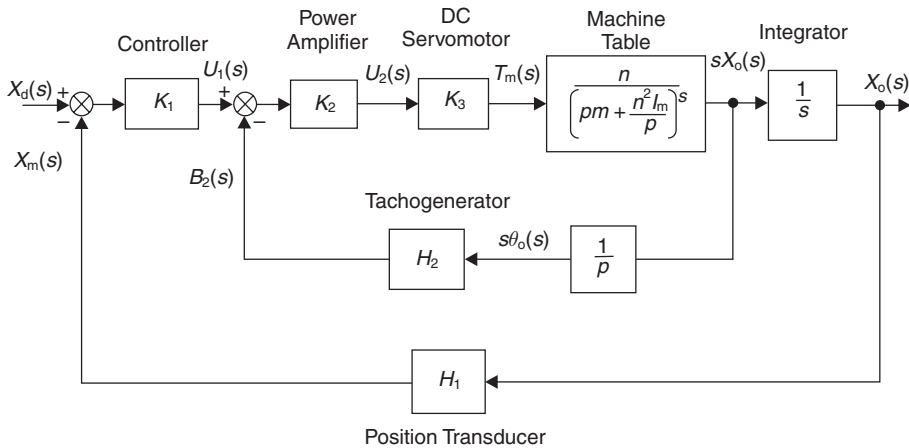 Controller
Power
Amplifier
DC
Servomotor
Machine
Table
Integrator
X_d(s)
+
−
K_1
U_1(s)
+
−
K_2
U_2(s)
K_3
T_m(s)
n
(pm + n²I_m/p)s
sX_o(s)
1
s
X_o(s)
X_m(s)
B_2(s)
Tachogenerator
H_2
sθ_o(s)
1
p
H_1
Position Transducer